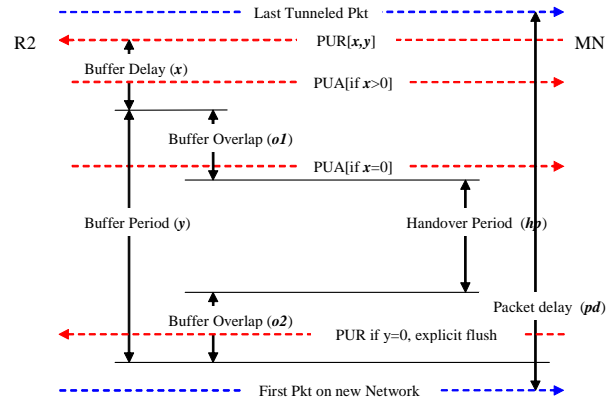 Last Tunneled Pkt
R2
PUR[x,y]
MN
Buffer Delay (x)
PUA[if x>0]
Buffer Overlap (o1)
PUA[if x=0]
Buffer Period (y)
Handover Period (hp)
Packet delay (pd)
Buffer Overlap (o2)
PUR if y=0, explicit flush
First Pkt on new Network